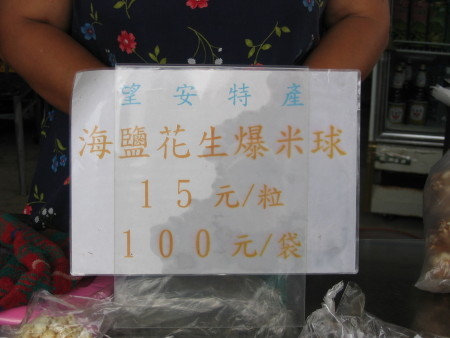 望安特產
海鹽花生爆米球
15元/粒
100元/袋